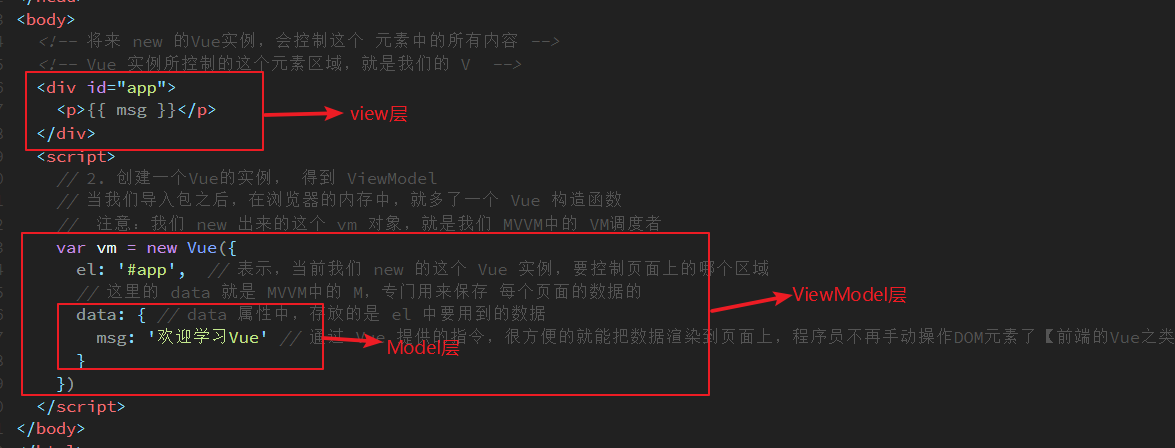 <body>
<!-- 将来 new 的Vue实例，会控制这个 元素中的所有内容 -->
<!-- Vue 实例所控制的这个元素区域，就是我们的 V  -->
<div id="app">
<p>{{ msg }}</p>
view层
</div>
<script>
// 2. 创建一个Vue的实例， 得到 ViewModel
// 当我们导入包之后，在浏览器的内存中，就多了一个 Vue 构造函数
//  注意：我们 new 出来的这个 vm 对象，就是我们 MVVM中的 VM调度者
var vm = new Vue({
el: '#app',  // 表示，当前我们 new 的这个 Vue 实例，要控制页面上的哪个区域
// 这里的 data 就是 MVVM中的 M，专门用来保存 每个页面的数据的
ViewModel层
data: { // data 属性中，存放的是 el 中要用到的数据
msg: '欢迎学习Vue' // 通过 Vue 提供的指令，很方便的就能把数据渲染到页面上，程序员不再手动操作DOM元素了【前端的Vue之类
Model层
}
})
</script>
</body>